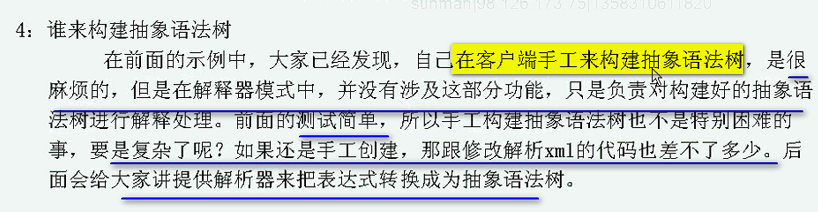 sunman|98 126 173 75|1358310611820
4：谁来构建抽象语法树
在前面的示例中，大家已经发现，自己在客户端手工来构建抽象语法树，是很
麻烦的，但是在解释器模式中，并没有涉及这部分功能，只是负责对构建好的抽象语
法树进行解释处理。前面的测试简单，所以手工构建抽象语法树也不是特别困难的
事，要是复杂了呢？如果还是手工创建，那跟修改解析xml的代码也差不了多少。后
面会给大家讲提供解析器来把表达式转换成为抽象语法树。